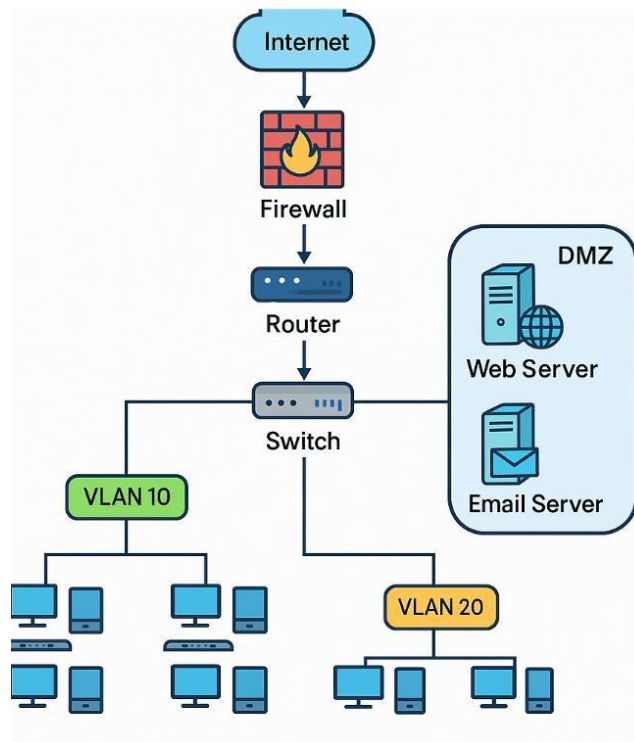 Internet
Firewall
Router
Switch
DMZ
Web Server
Email Server
VLAN 10
VLAN 20